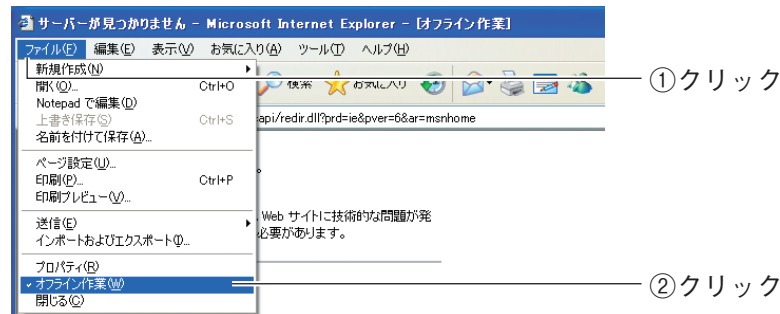 サーバーが見つかりません - Microsoft Internet Explorer - [オフライン作業]
ファイル(F) 編集(E) 表示(V) お気に入り(A) ツール(T) ヘルプ(H)
新規作成(N)
①クリック
開く(O)... Ctrl+O
検索 お気に入り
Notepad で編集(D)
上書き保存(S) Ctrl+S
api/redir.dll?prd=ie&pver=6&ar=msnhome
名前を付けて保存(A)...
ページ設定(U)...
印刷(P)... Ctrl+P
印刷プレビュー(V)...
送信(E)
Web サイトに技術的な問題が発
インポートおよびエクスポート(I)...
必要があります。
プロパティ(R)
オフライン作業(W)
②クリック
閉じる(C)